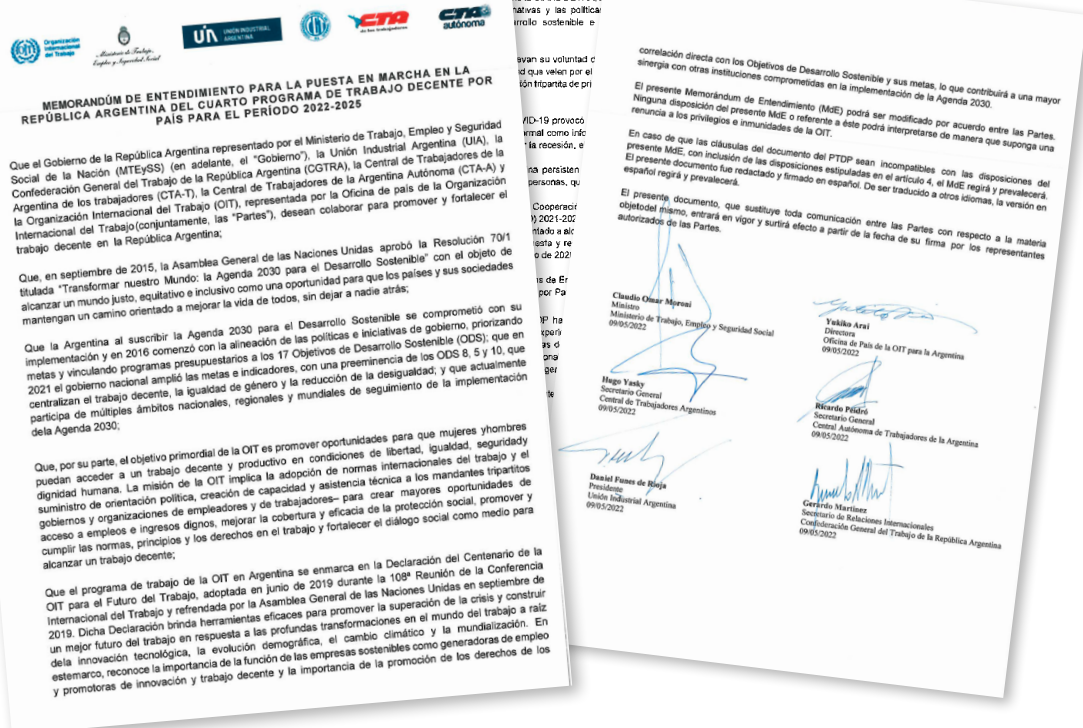 Organización
Internacional
del Trabajo
Ministerio de Trabajo,
Empleo y Seguridad Social
UIA
UNIÓN INDUSTRIAL
ARGENTINA
CGT
CTA
de los trabajadores
CTA
autónoma
MEMORANDÚM DE ENTENDIMIENTO PARA LA PUESTA EN MARCHA EN LA
REPÚBLICA ARGENTINA DEL CUARTO PROGRAMA DE TRABAJO DECENTE POR
PAÍS PARA EL PERÍODO 2022-2025
Que el Gobierno de la República Argentina representado por el Ministerio de Trabajo, Empleo y Seguridad
Social de la Nación (MTEySS) (en adelante, el "Gobierno"), la Unión Industrial Argentina (UIA), la
Confederación General del Trabajo de la República Argentina (CGTRA), la Central de Trabajadores de la
Argentina de los trabajadores (CTA-T), la Central de Trabajadores de la Argentina Autónoma (CTA-A) y
la Organización Internacional del Trabajo (OIT), representada por la Oficina de país de la Organización
Internacional del Trabajo(conjuntamente, las "Partes"), desean colaborar para promover y fortalecer el
trabajo decente en la República Argentina;
Que, en septiembre de 2015, la Asamblea General de las Naciones Unidas aprobó la Resolución 70/1
titulada "Transformar nuestro Mundo: la Agenda 2030 para el Desarrollo Sostenible" con el objeto de
alcanzar un mundo justo, equitativo e inclusivo como una oportunidad para que los países y sus sociedades
mantengan un camino orientado a mejorar la vida de todos, sin dejar a nadie atrás;
Que la Argentina al suscribir la Agenda 2030 para el Desarrollo Sostenible se comprometió con su
implementación y en 2016 comenzó con la alineación de las políticas e iniciativas de gobierno, priorizando
metas y vinculando programas presupuestarios a los 17 Objetivos de Desarrollo Sostenible (ODS); que en
2021 el gobierno nacional amplió las metas e indicadores, con una preeminencia de los ODS 8, 5 y 10, que
centralizan el trabajo decente, la igualdad de género y la reducción de la desigualdad; y que actualmente
participa de múltiples ámbitos nacionales, regionales y mundiales de seguimiento de la implementación
dela Agenda 2030;
Que, por su parte, el objetivo primordial de la OIT es promover oportunidades para que mujeres yhombres
puedan acceder a un trabajo decente y productivo en condiciones de libertad, igualdad, seguridady
dignidad humana. La misión de la OIT implica la adopción de normas internacionales del trabajo y el
suministro de orientación política, creación de capacidad y asistencia técnica a los mandantes tripartitos
gobiernos y organizaciones de empleadores y de trabajadores– para crear mayores oportunidades de
acceso a empleos e ingresos dignos, mejorar la cobertura y eficacia de la protección social, promover y
cumplir las normas, principios y los derechos en el trabajo y fortalecer el diálogo social como medio para
alcanzar un trabajo decente;
Que el programa de trabajo de la OIT en Argentina se enmarca en la Declaración del Centenario de la
OIT para el Futuro del Trabajo, adoptada en junio de 2019 durante la 108ª Reunión de la Conferencia
Internacional del Trabajo y refrendada por la Asamblea General de las Naciones Unidas en septiembre de
2019. Dicha Declaración brinda herramientas eficaces para promover la superación de la crisis y construir
un mejor futuro del trabajo en respuesta a las profundas transformaciones en el mundo del trabajo a raíz
dela innovación tecnológica, la evolución demográfica, el cambio climático y la mundialización. En
estemarco, reconoce la importancia de la función de las empresas sostenibles como generadoras de empleo
y promotoras de innovación y trabajo decente y la importancia de la promoción de los derechos de los
y las política
sostenible e
su voluntad d
que velen por el
tripartita de pri
provocó
como
la recesión, e
persisten
personas, qu
Cooperació
2021-202
de 202
de Er
por Pa
correlación directa con los Objetivos de Desarrollo Sostenible y sus metas, lo que contribuirá a una mayor
sinergia con otras instituciones comprometidas en la implementación de la Agenda 2030.
El presente Memorándum de Entendimiento (MdE) podrá ser modificado por acuerdo entre las Partes.
Ninguna disposición del presente MdE o referente a éste podrá interpretarse de manera que suponga una
renuncia a los privilegios e inmunidades de la OIT.
En caso de que las cláusulas del documento del PTDP sean incompatibles con las disposiciones del
presente MdE, con inclusión de las disposiciones estipuladas en el artículo 4, el MdE regirá y prevalecerá.
El presente documento fue redactado y firmado en español. De ser traducido a otros idiomas, la versión en
español regirá y prevalecerá.
El presente documento, que sustituye toda comunicación entre las Partes con respecto a la materia
objetodel mismo, entrará en vigor y surtirá efecto a partir de la fecha de su firma por los representantes
autorizados de las Partes.
Claudio Omar Moroni
Ministro
Ministerio de Trabajo, Empleo y Seguridad Social
09/05/2022
Yukiko Arai
Directora
Oficina de País de la OIT para la Argentina
09/05/2022
Hugo Yasky
Secretario General
Central de Trabajadores Argentinos
09/05/2022
Ricardo Peidró
Secretario General
Central Autónoma de Trabajadores de la Argentina
09/05/2022
Daniel Funes de Rioja
Presidente
Unión Industrial Argentina
09/05/2022
Gerardo Martínez
Secretario de Relaciones Internacionales
Confederación General del Trabajo de la República Argentina
09/05/2022